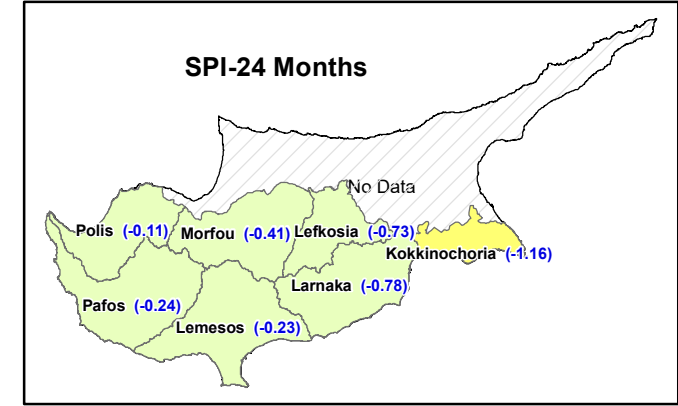 SPI-24 Months
No Data
Polis (-0.11)
Morfou (-0.41)
Lefkosia (-0.73)
Kokkinochoria (-1.16)
Larnaka (-0.78)
Pafos (-0.24)
Lemesos (-0.23)